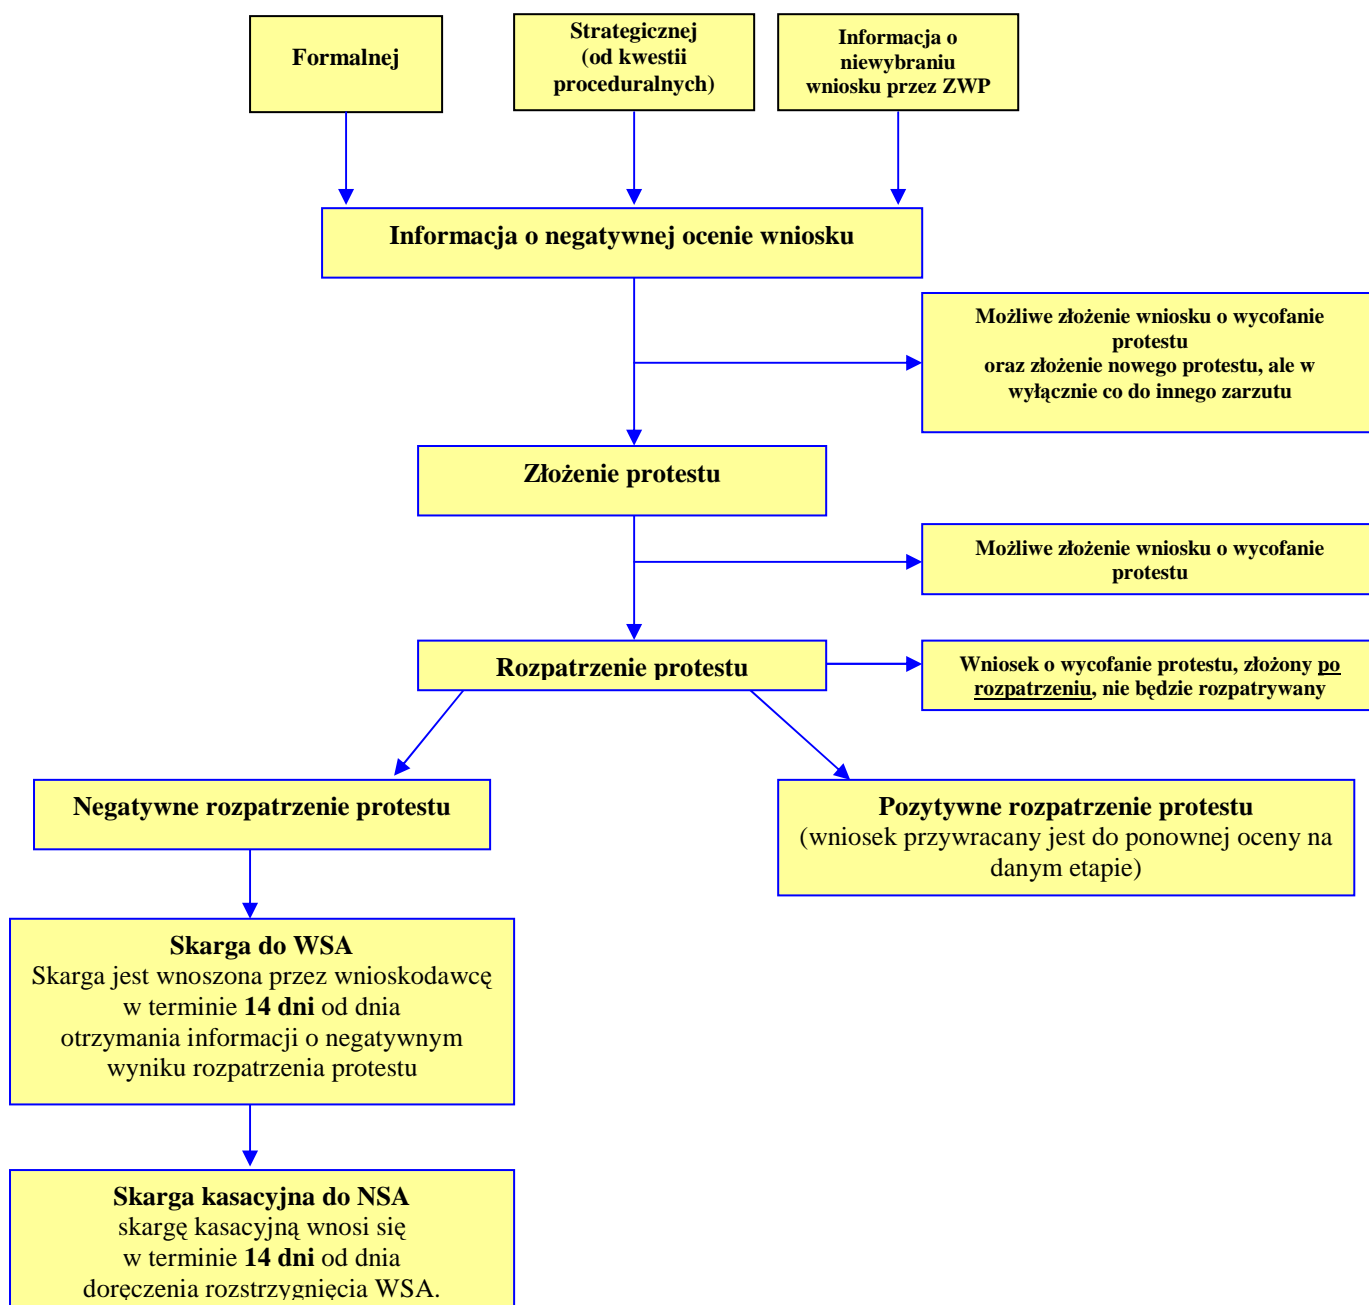 Formalnej
Strategicznej
(od kwestii
proceduralnych)
Informacja o
niewybraniu
wniosku przez ZWP
Informacja o negatywnej ocenie wniosku
Możliwe złożenie wniosku o wycofanie
protestu
oraz złożenie nowego protestu, ale w
wyłącznie co do innego zarzutu
Złożenie protestu
Możliwe złożenie wniosku o wycofanie
protestu
Rozpatrzenie protestu
Wniosek o wycofanie protestu, złożony po
rozpatrzeniu, nie będzie rozpatrywany
Negatywne rozpatrzenie protestu
Pozytywne rozpatrzenie protestu
(wniosek przywracany jest do ponownej oceny na
danym etapie)
Skarga do WSA
Skarga jest wnoszona przez wnioskodawcę
w terminie 14 dni od dnia
otrzymania informacji o negatywnym
wyniku rozpatrzenia protestu
Skarga kasacyjna do NSA
skargę kasacyjną wnosi się
w terminie 14 dni od dnia
doręczenia rozstrzygnięcia WSA.